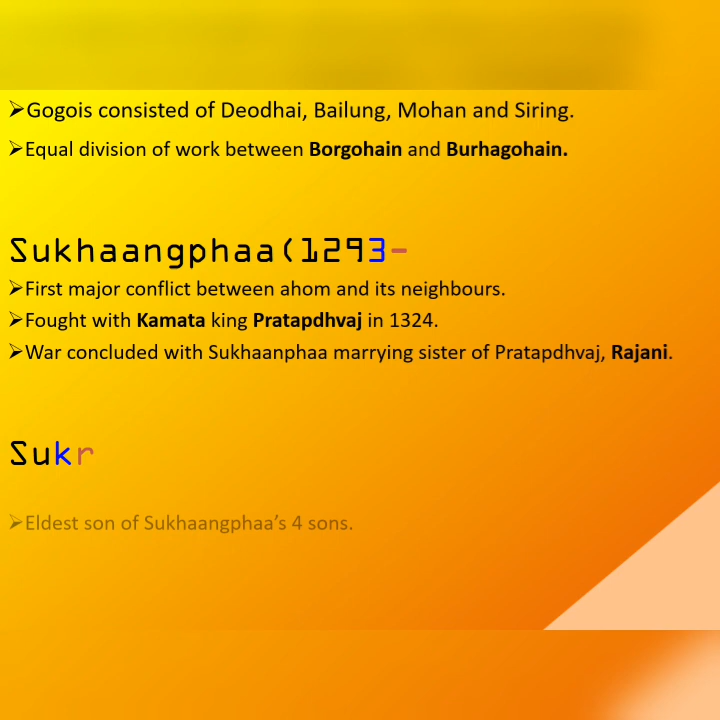 ➢Gogois consisted of Deodhai, Bailung, Mohan and Siring.
➢Equal division of work between Borgohain and Burhagohain.
Sukhaangphaa(1293-
➢First major conflict between ahom and its neighbours.
➢Fought with Kamata king Pratapdhvaj in 1324.
➢War concluded with Sukhaanphaa marrying sister of Pratapdhvaj, Rajani.
Sukr
➢Eldest son of Sukhaangphaa’s 4 sons.